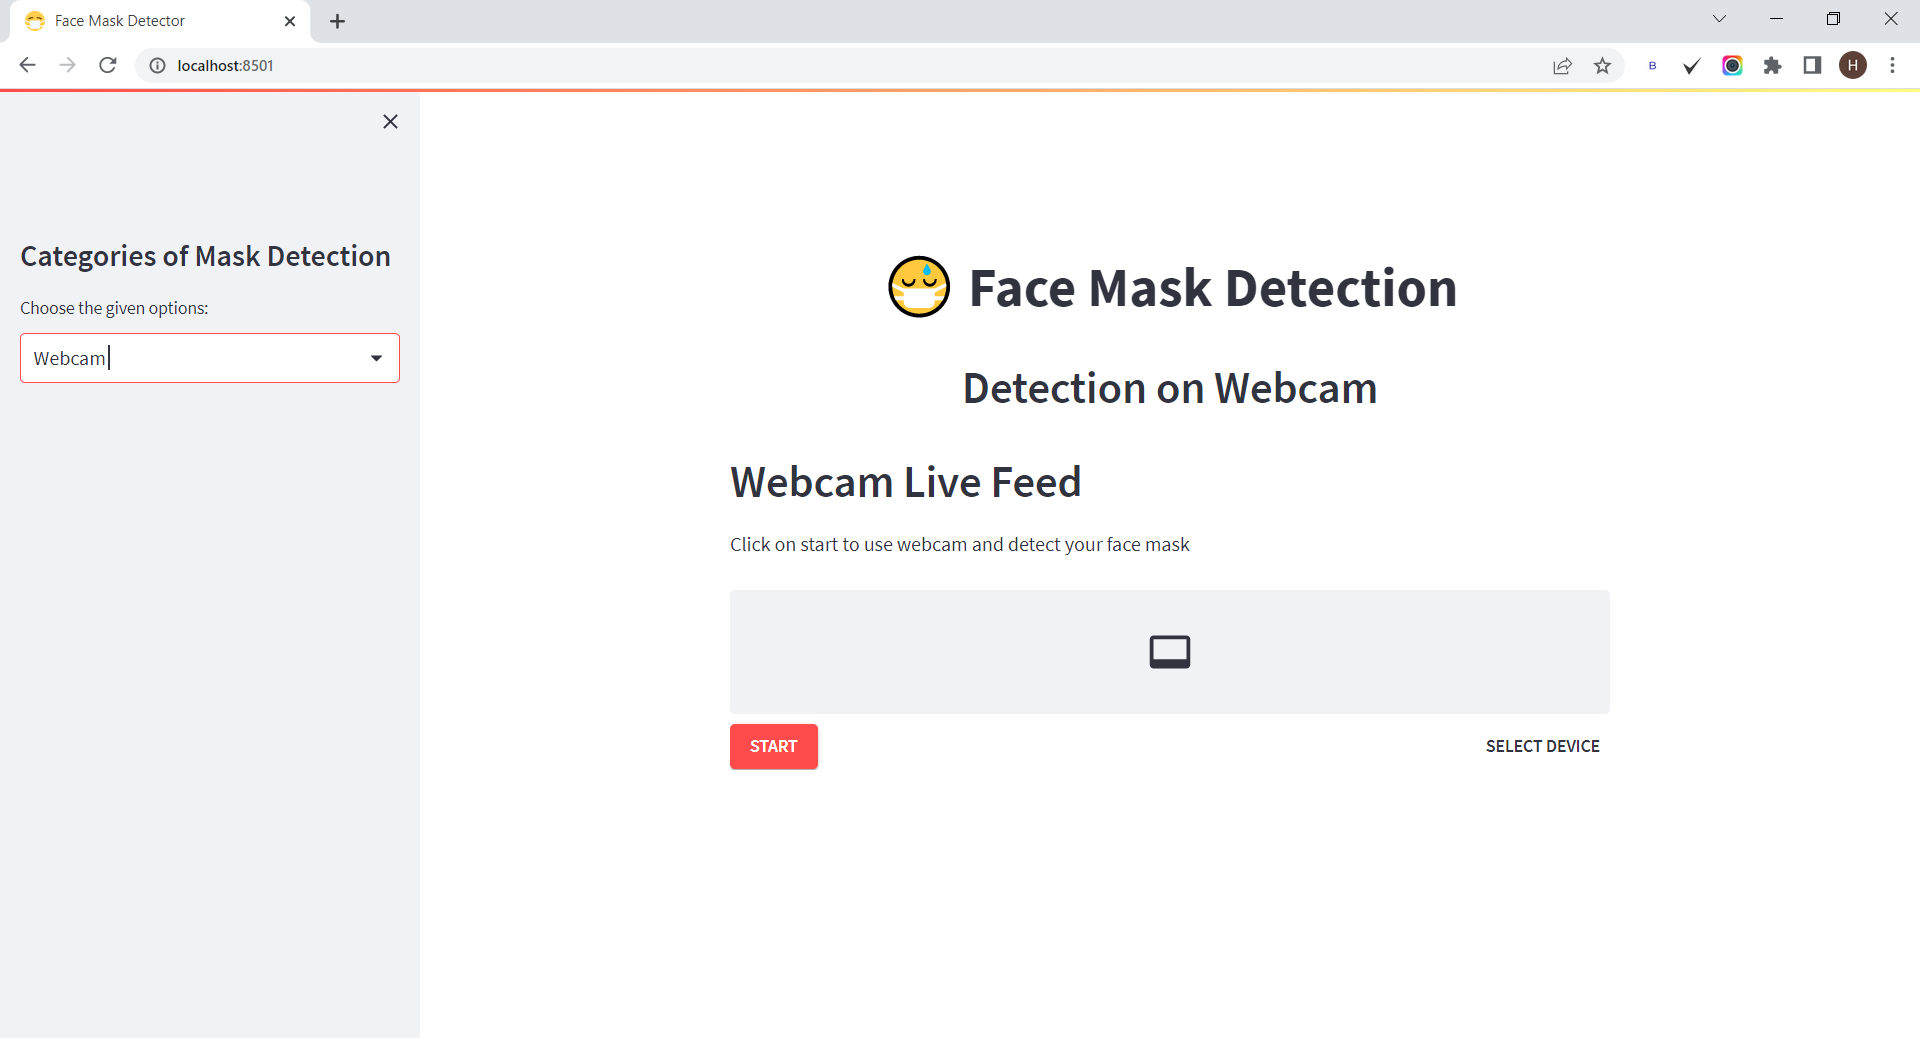 Face Mask Detector
localhost:8501
B
H
Categories of Mask Detection
Choose the given options:
Webcam
Face Mask Detection
Detection on Webcam
Webcam Live Feed
Click on start to use webcam and detect your face mask
START
SELECT DEVICE